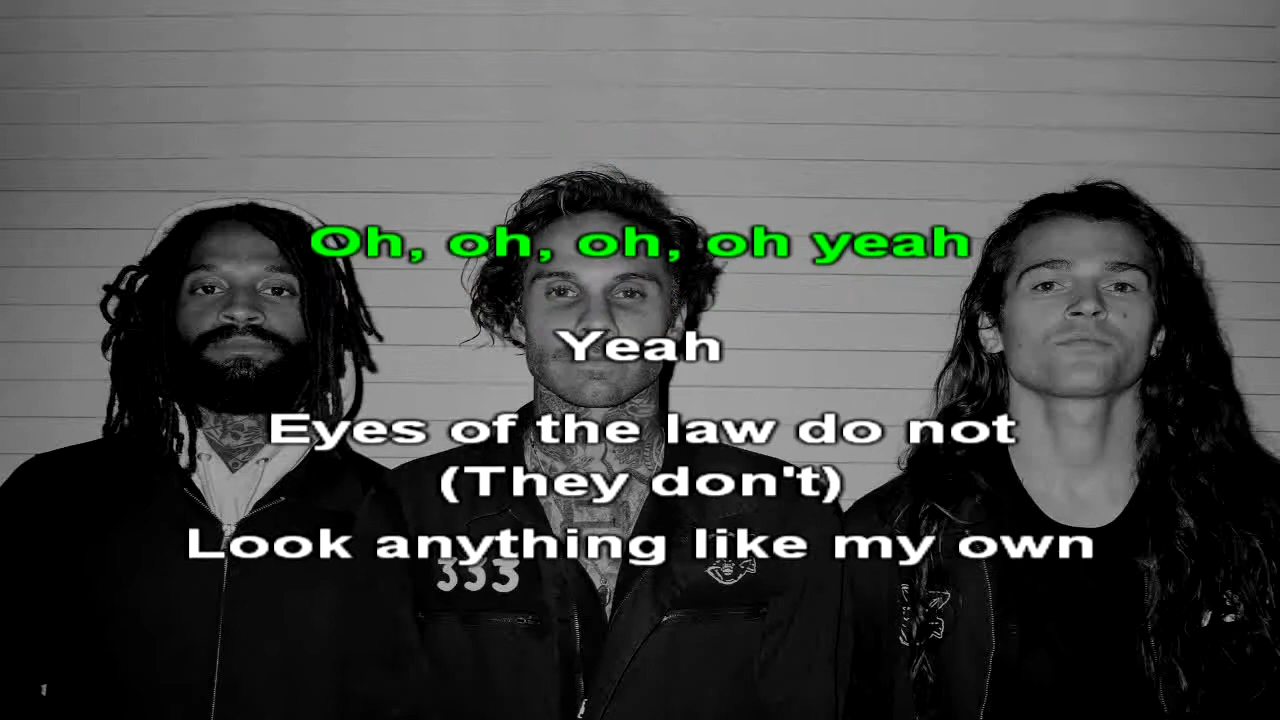 Oh, oh, oh, oh yeah
Yeah
Eyes of the law do not
(They don't)
Look anything like my own
333